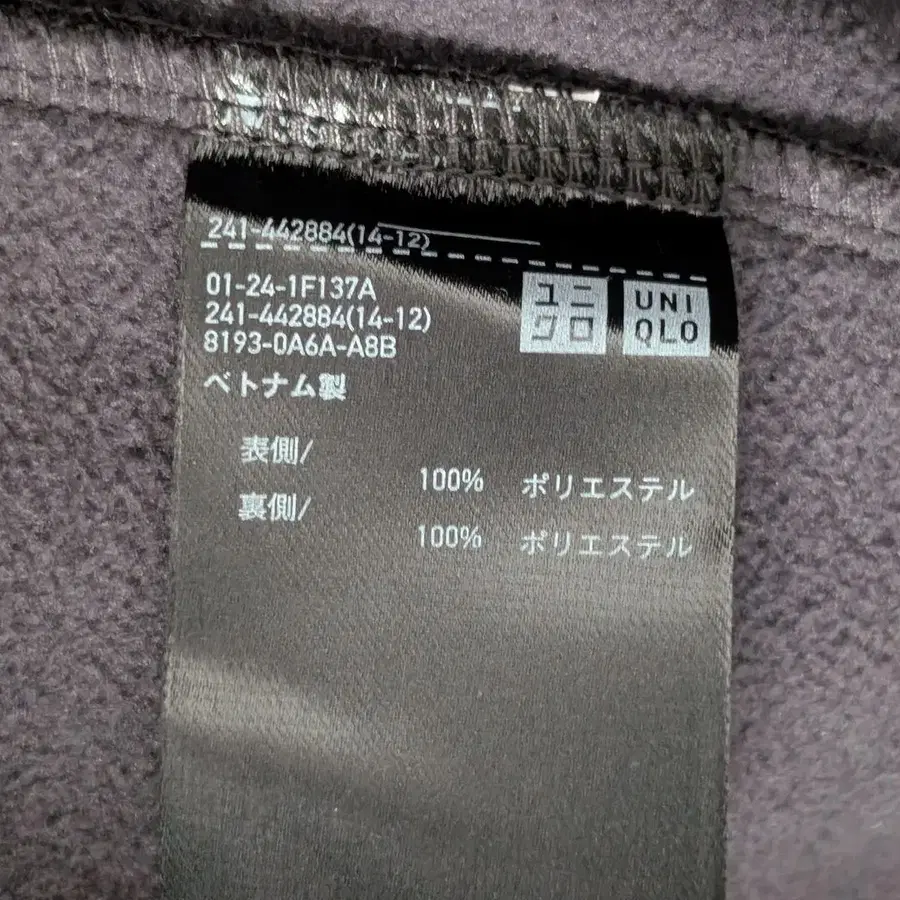 241-442884(14-12)
01-24-1F137A
241-442884(14-12)
8193-0A6A-A8B
ユニ
クロ
UNI
QLO
ベトナム製
表側/
100% ポリエステル
裏側/
100% ポリエステル